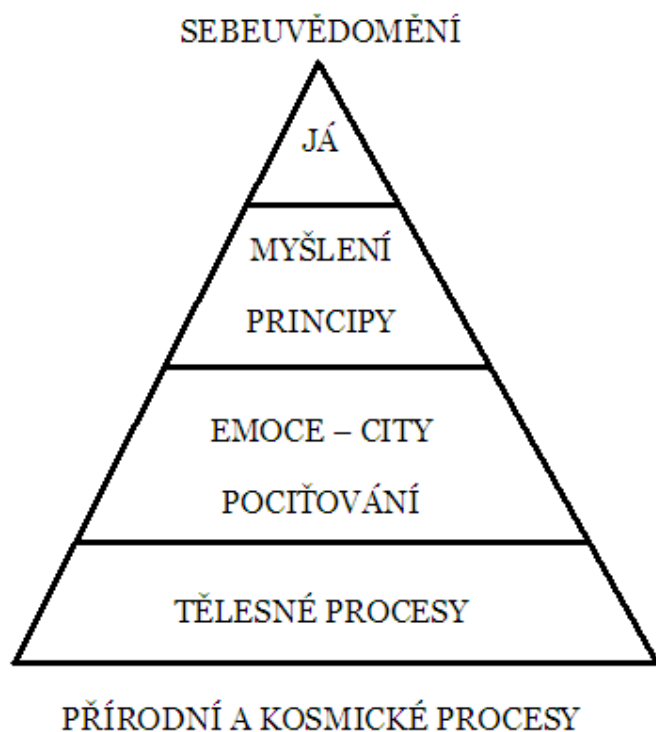 SEBEUVĚDOMĚNÍ
JÁ
MYŠLENÍ
PRINCIPY
EMOCE – CITY
POCIŤOVÁNÍ
TĚLESNÉ PROCESY
PŘÍRODNÍ A KOSMICKÉ PROCESY